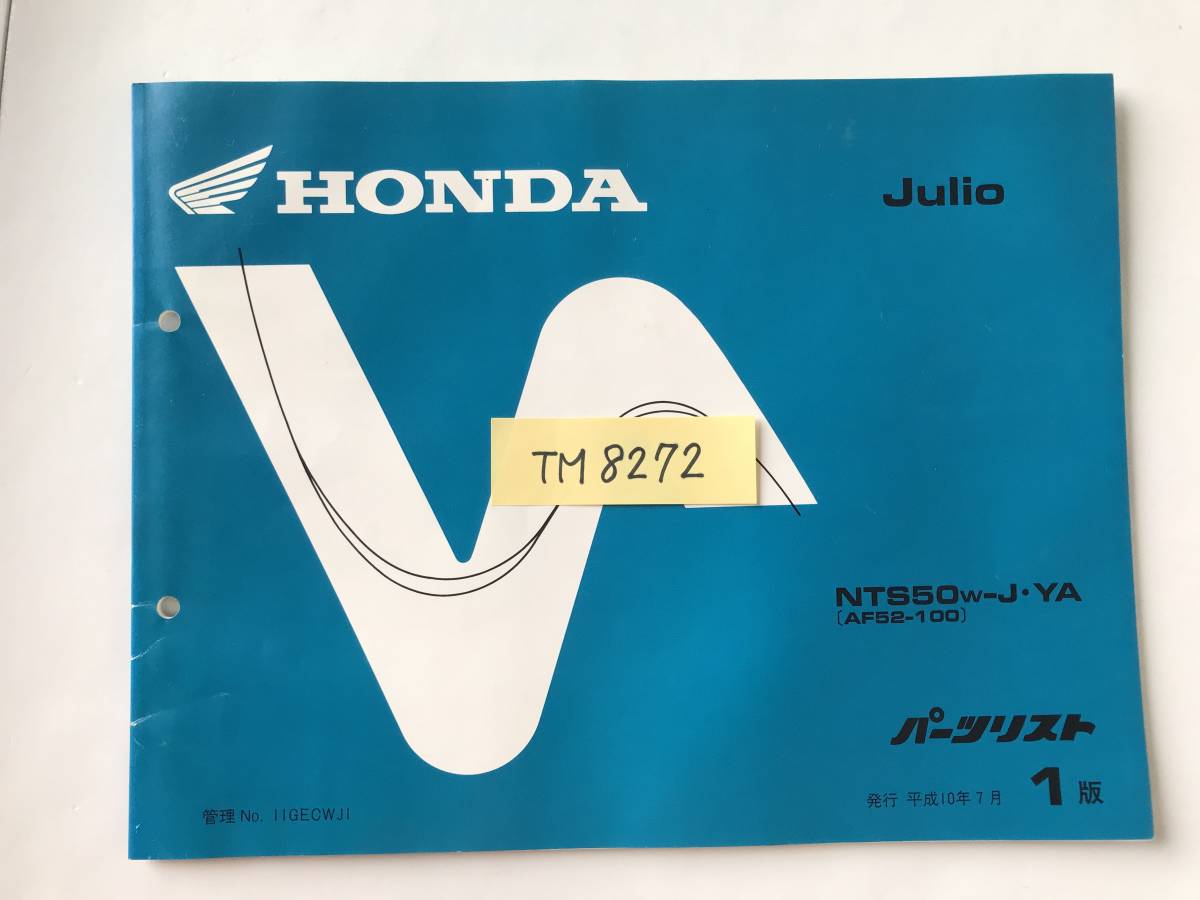 HONDA
Julio
TM 8272
NTS50W-J・YA
〔AF52-100〕
パーツリスト
発行 平成10年7月 1版
管理 No. 11GECWJ1